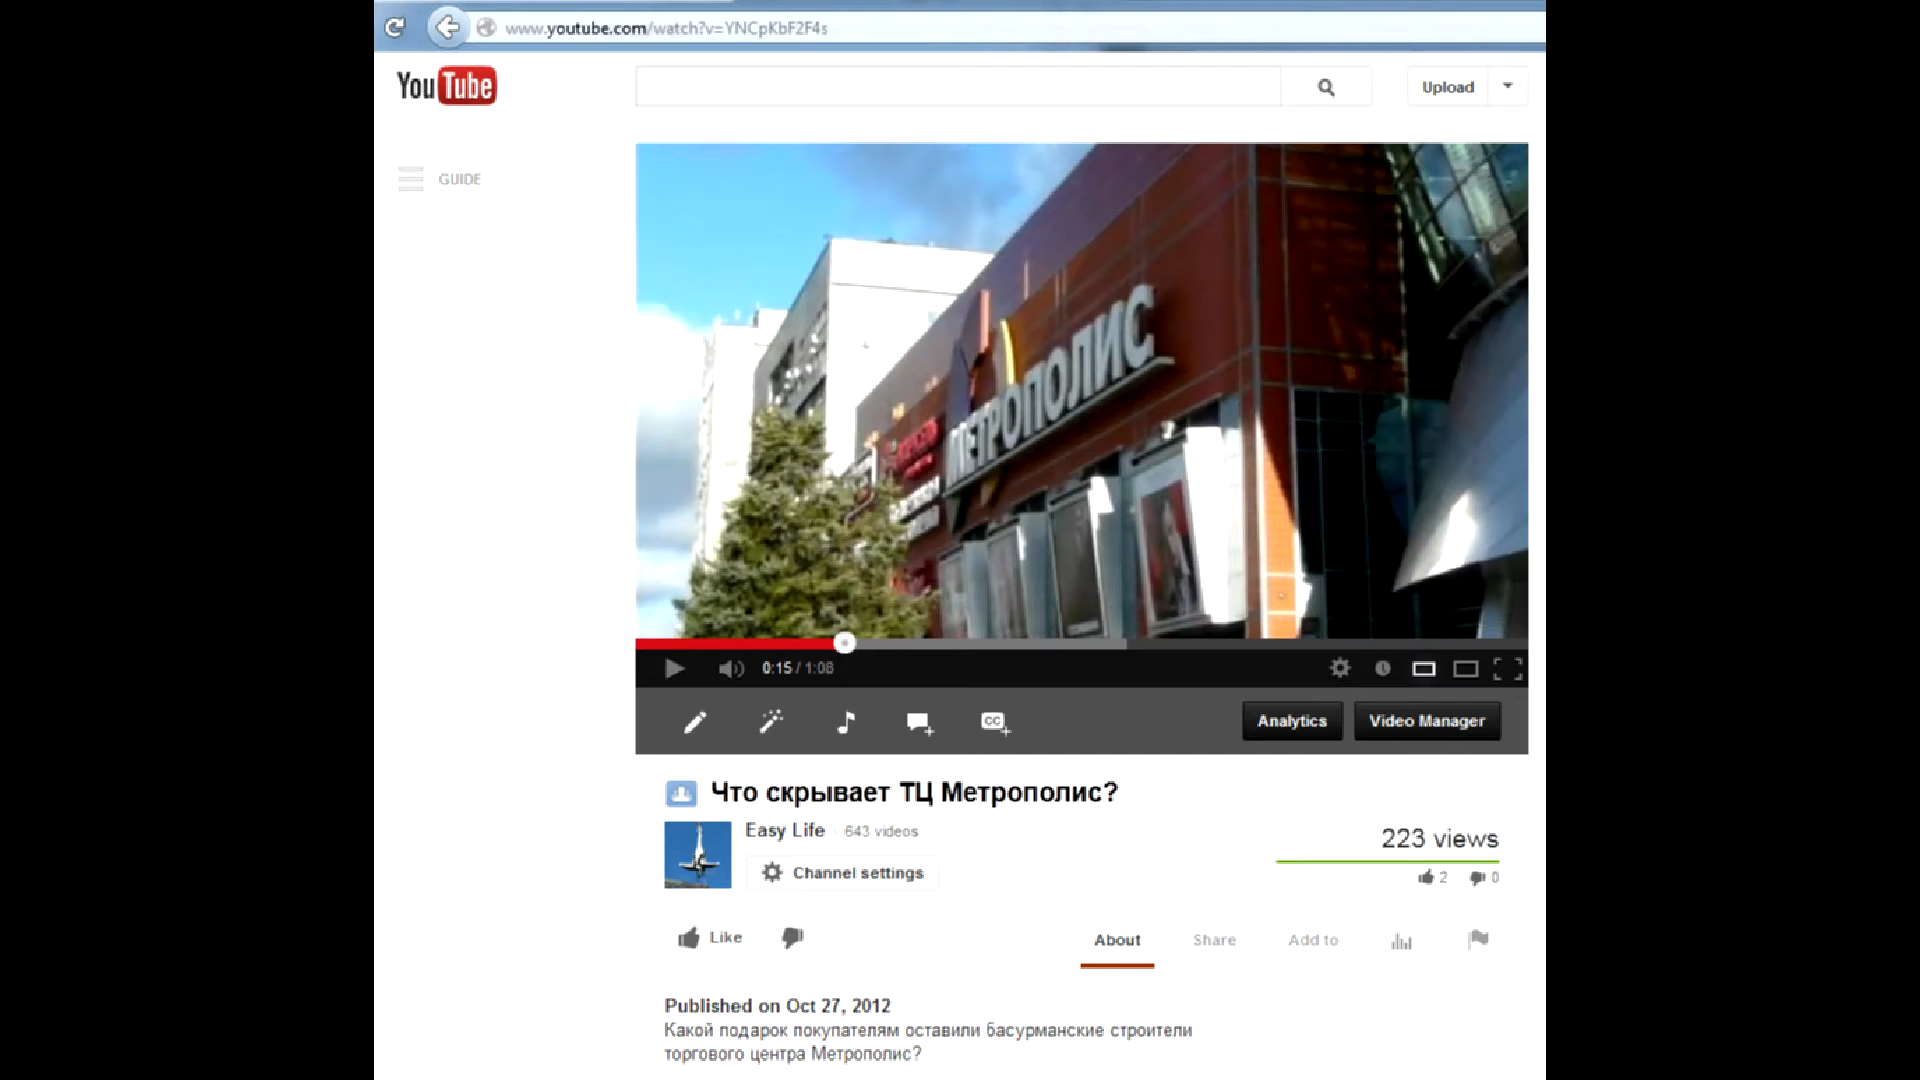 www.youtube.com/watch?v=YNCpKbF2F4s
YouTube
Upload
GUIDE
МЕТРОПОЛИС
0:15 / 1:08
CC
Analytics
Video Manager
Что скрывает ТЦ Метрополис?
Easy Life · 643 videos
223 views
Channel settings
2 0
Like
About
Share
Add to
Published on Oct 27, 2012
Какой подарок покупателям оставили басурманские строители
торгового центра Метрополис?